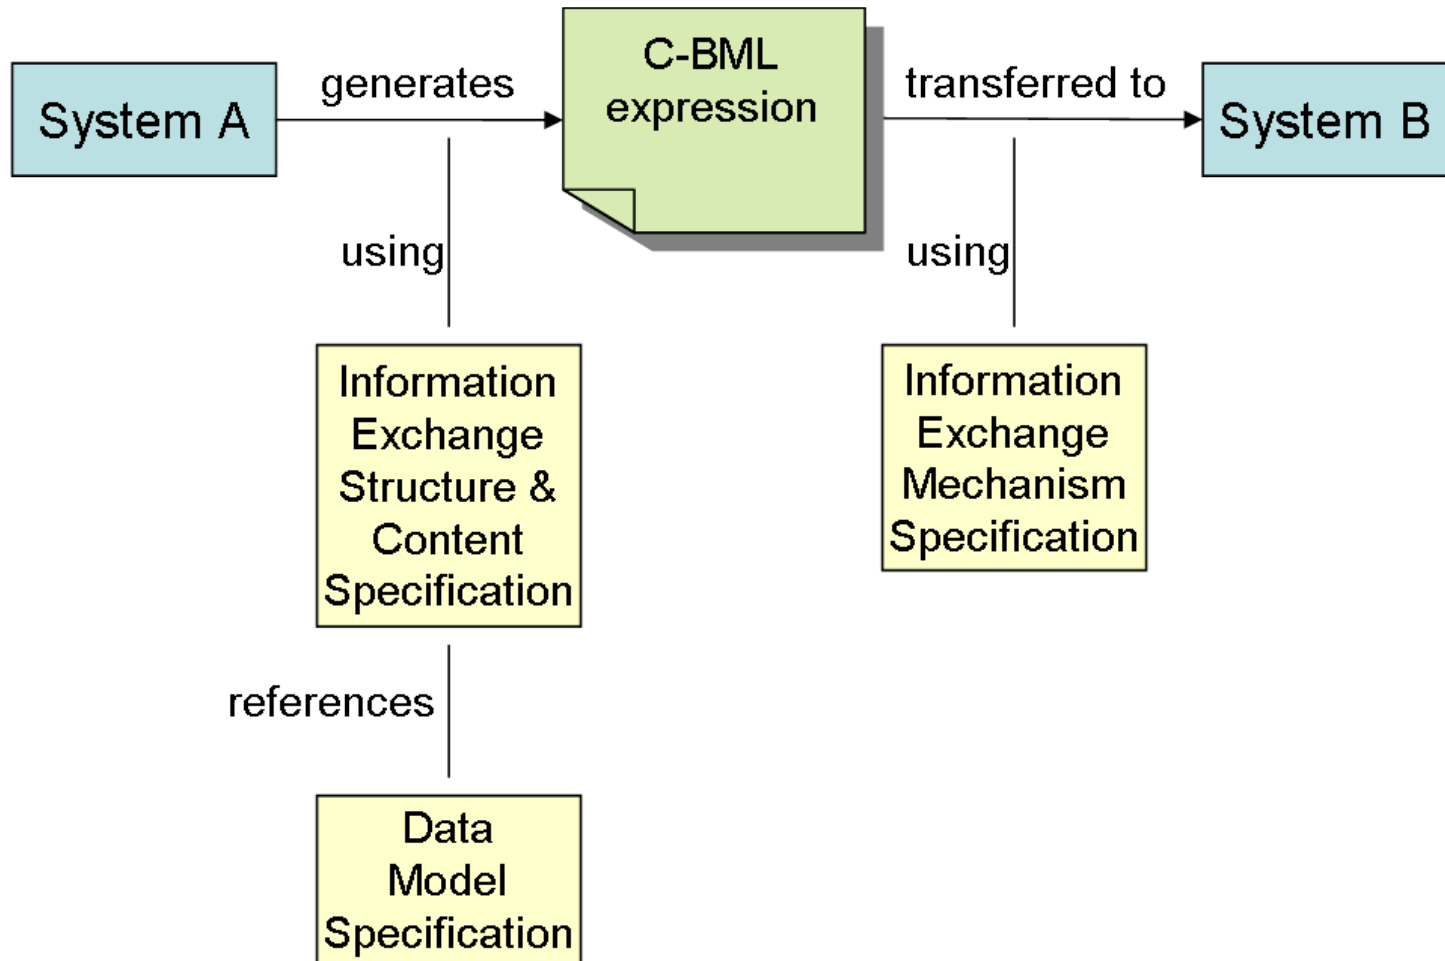 System A
generates
C-BML
expression
transferred to
System B
using
using
Information
Exchange
Structure &
Content
Specification
Information
Exchange
Mechanism
Specification
references
Data
Model
Specification